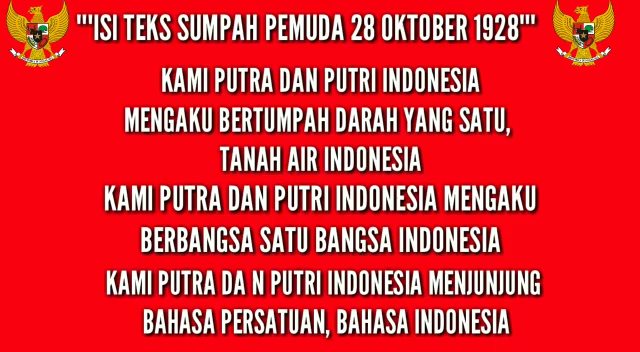 "'ISI TEKS SUMPAH PEMUDA 28 OKTOBER 1928'"
KAMI PUTRA DAN PUTRI INDONESIA
MENGAKU BERTUMPAH DARAH YANG SATU,
TANAH AIR INDONESIA
KAMI PUTRA DAN PUTRI INDONESIA MENGAKU
BERBANGSA SATU BANGSA INDONESIA
KAMI PUTRA DA N PUTRI INDONESIA MENJUNJUNG
BAHASA PERSATUAN, BAHASA INDONESIA